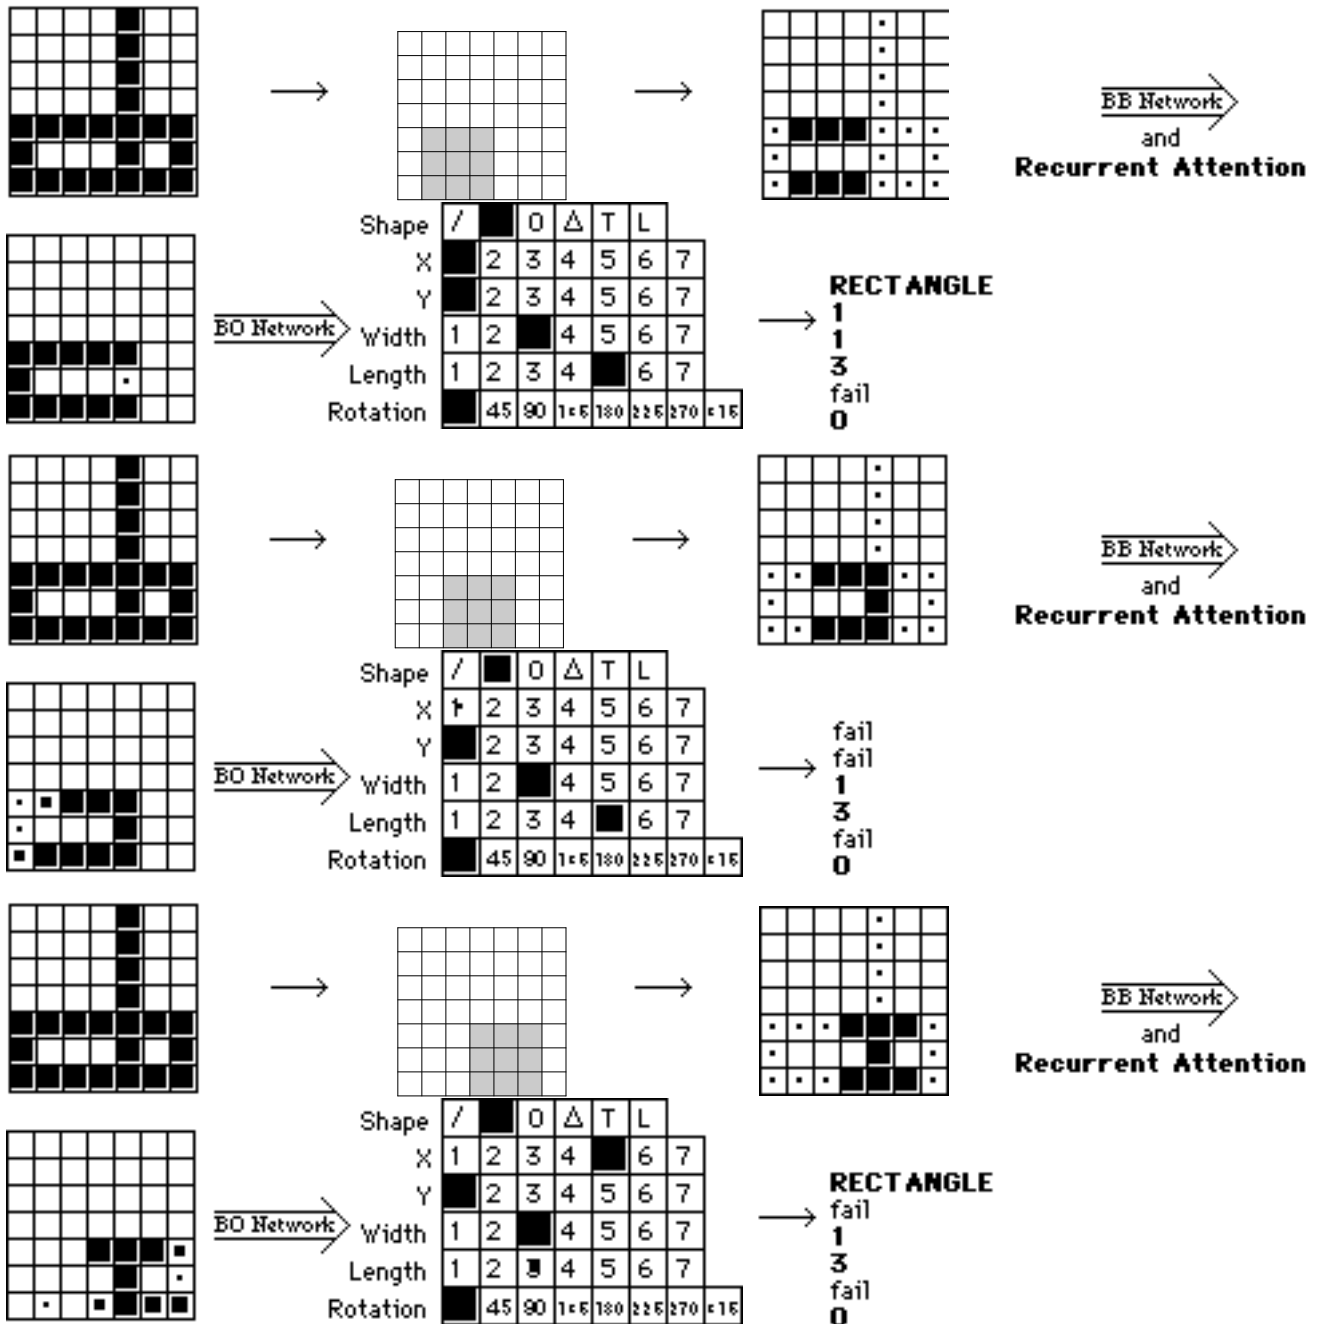 BB Network
and
Recurrent Attention
Shape / O Δ T L
X 2 3 4 5 6 7
Y 2 3 4 5 6 7
BO Network
Width 1 2 4 5 6 7
Length 1 2 3 4 6 7
Rotation 45 90 180 225 270
RECTANGLE
1
1
3
fail
0
BB Network
and
Recurrent Attention
Shape / O Δ T L
X 2 3 4 5 6 7
Y 2 3 4 5 6 7
BO Network
Width 1 2 4 5 6 7
Length 1 2 3 4 6 7
Rotation 45 90 180 225 270
fail
fail
1
3
fail
0
BB Network
and
Recurrent Attention
Shape / O Δ T L
X 1 2 3 4 6 7
Y 2 3 4 5 6 7
BO Network
Width 1 2 4 5 6 7
Length 1 2 4 5 6 7
Rotation 45 90 180 225 270
RECTANGLE
fail
1
3
fail
0